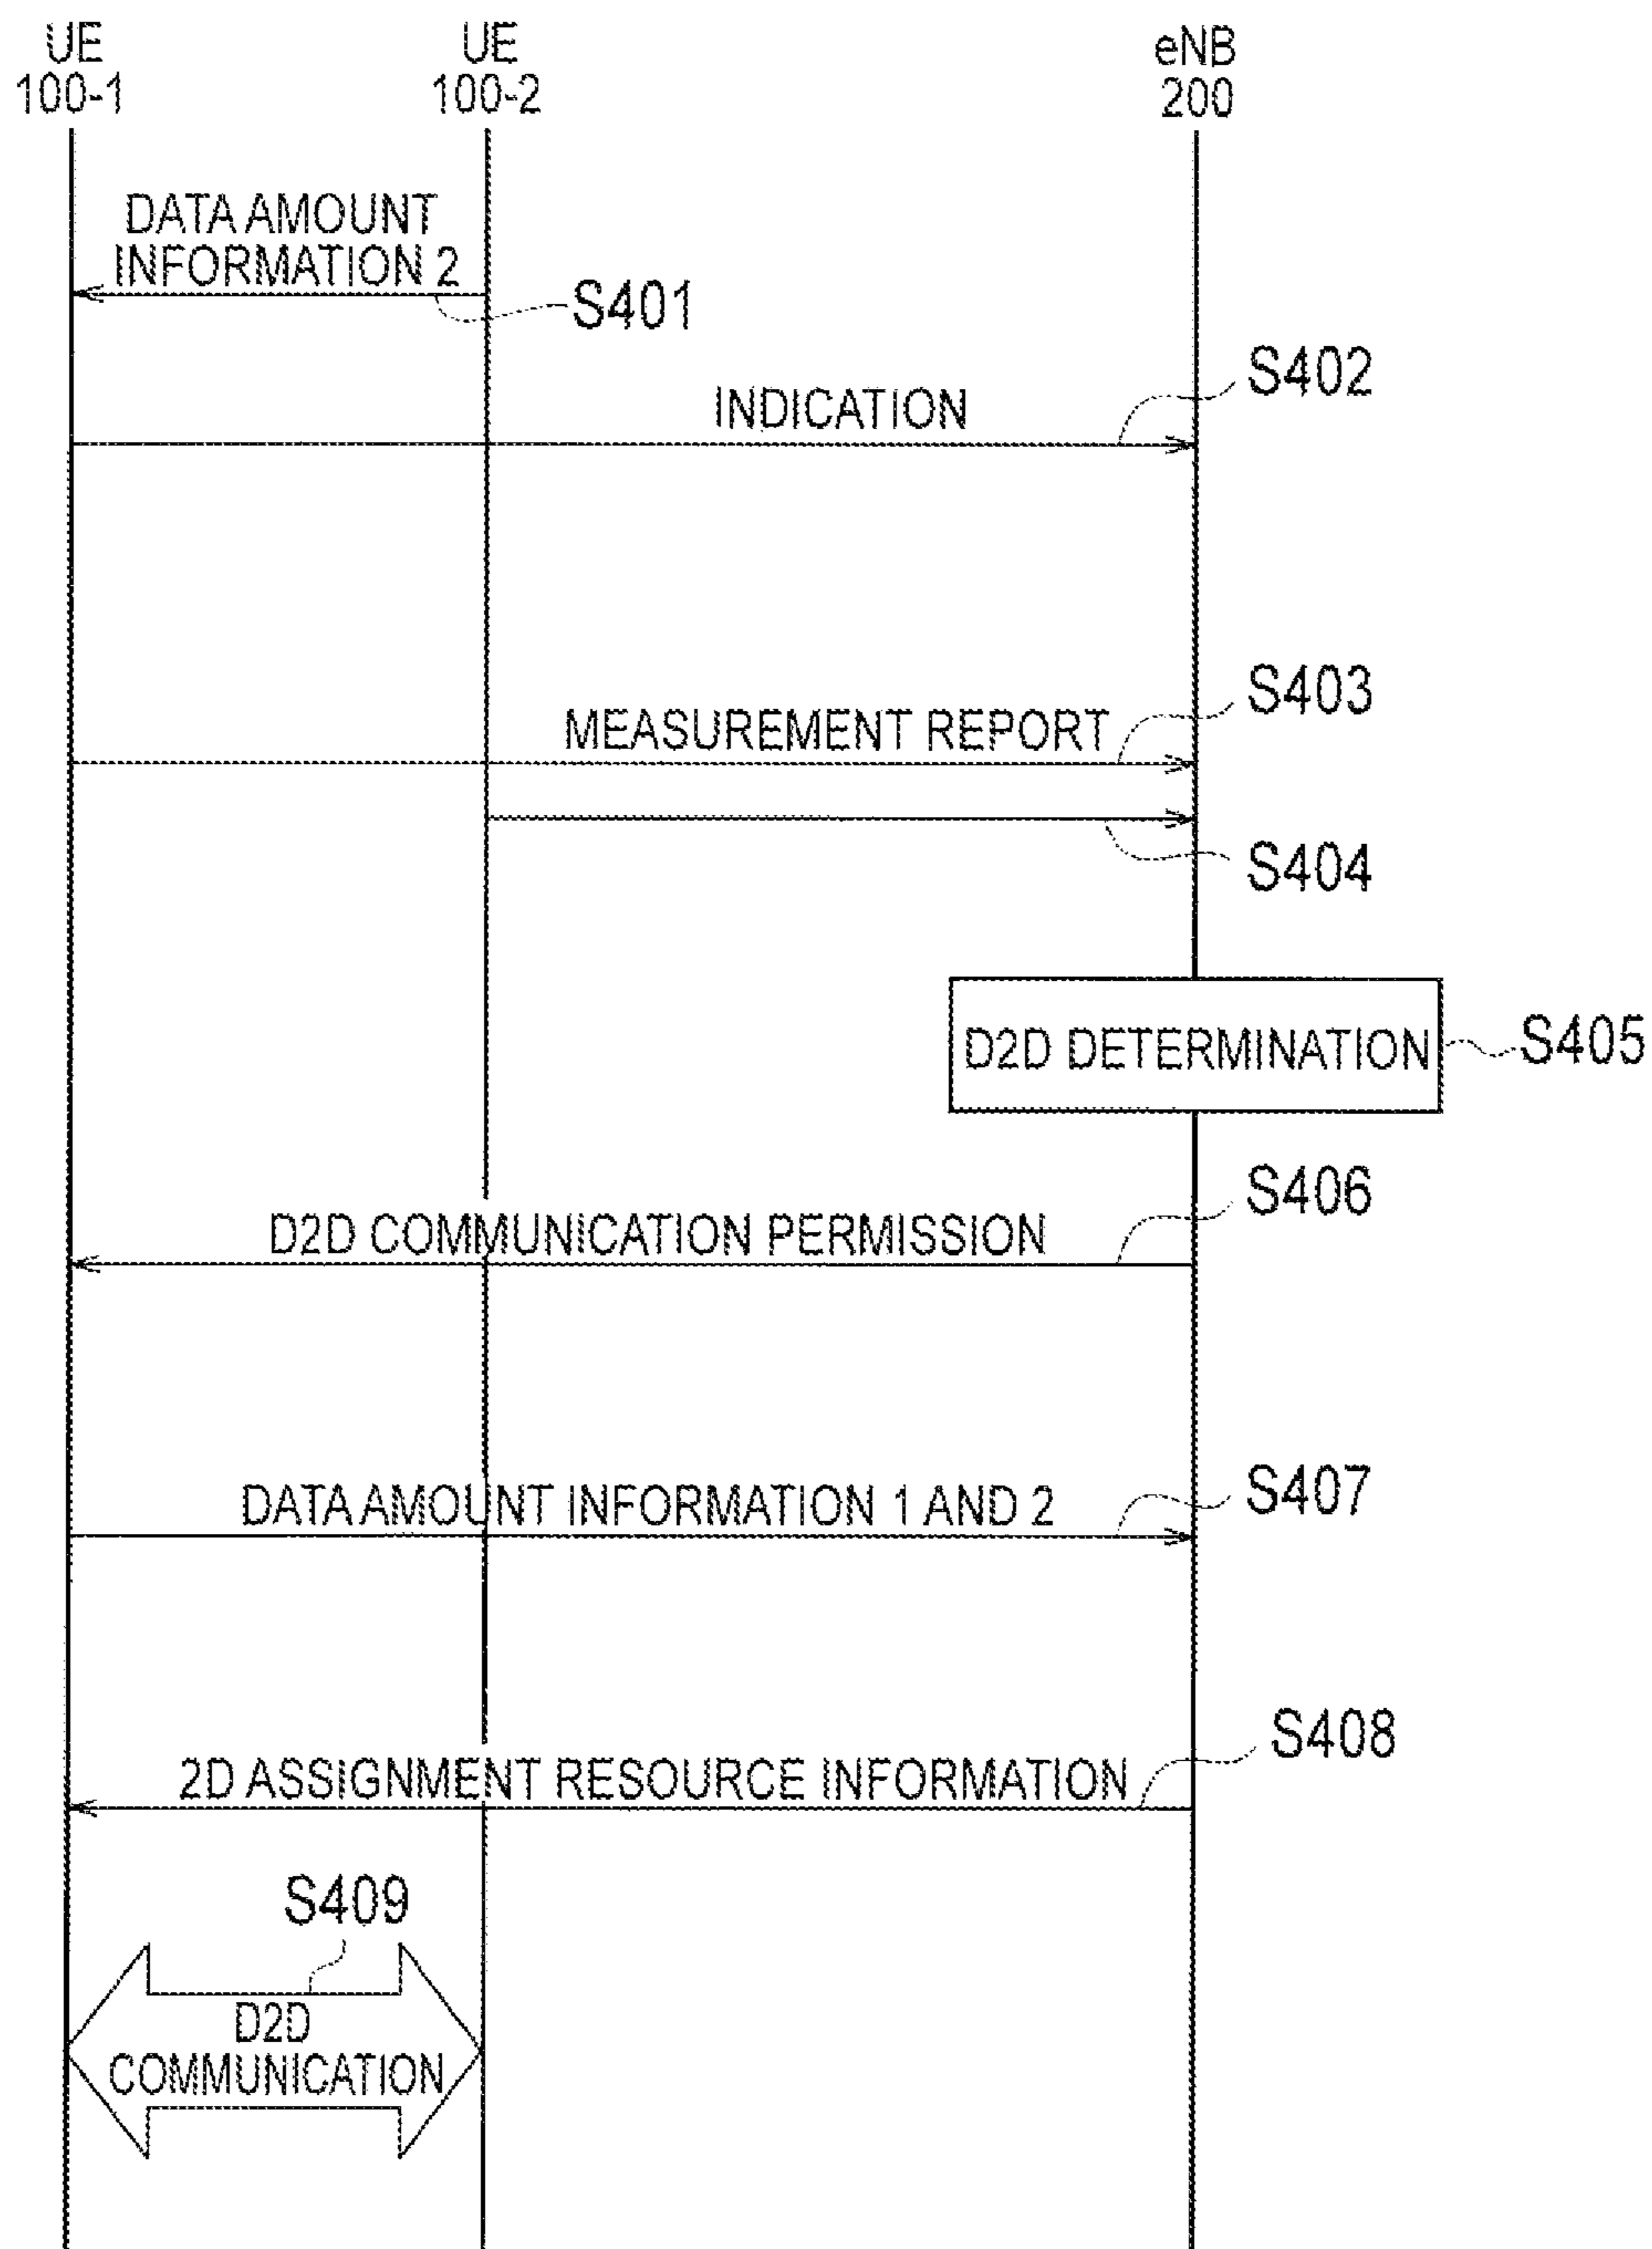 UE
100-1
UE
100-2
eNB
200
DATA AMOUNT
INFORMATION 2
S401
S402
INDICATION
S403
MEASUREMENT REPORT
S404
D2D DETERMINATION
S405
S406
D2D COMMUNICATION PERMISSION
S407
DATA AMOUNT INFORMATION 1 AND 2
S408
2D ASSIGNMENT RESOURCE INFORMATION
S409
D2D
COMMUNICATION